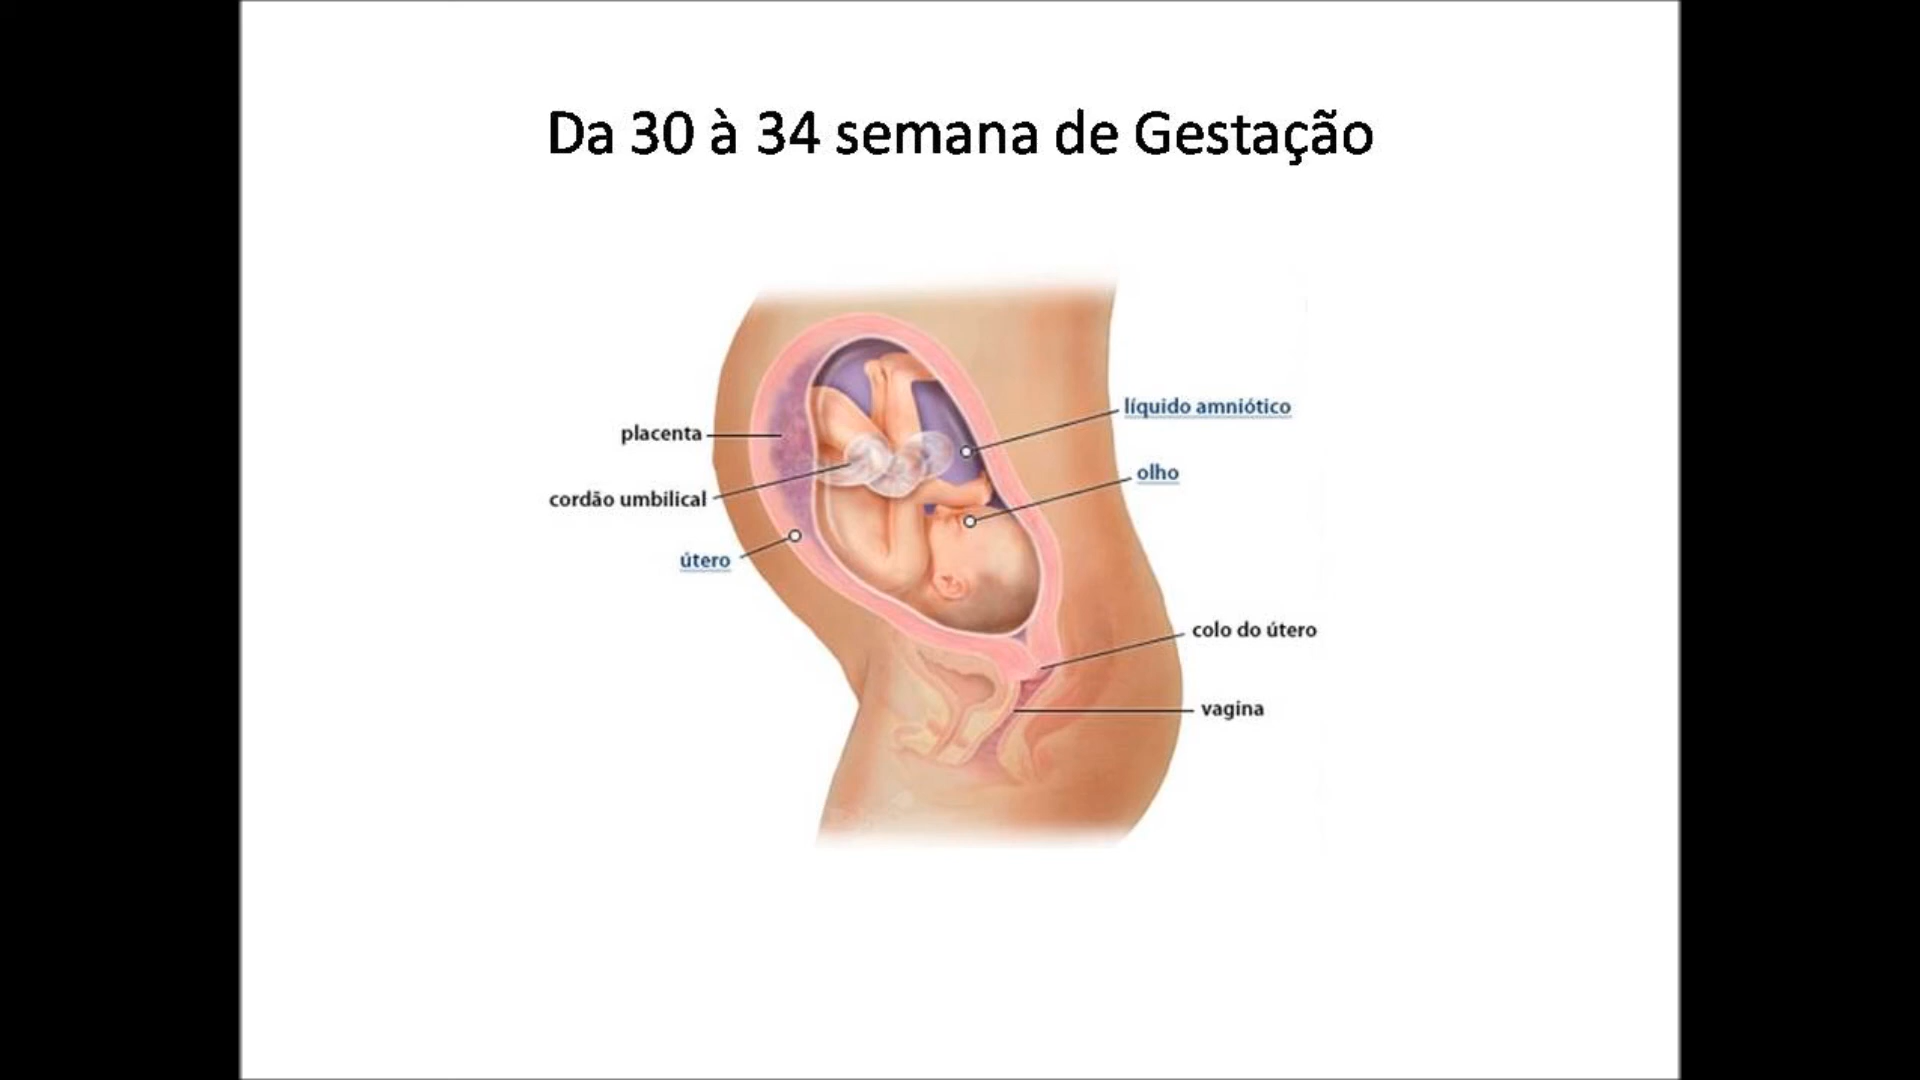 Da 30 à 34 semana de Gestação
líquido amniótico
placenta
olho
cordão umbilical
útero
colo do útero
vagina